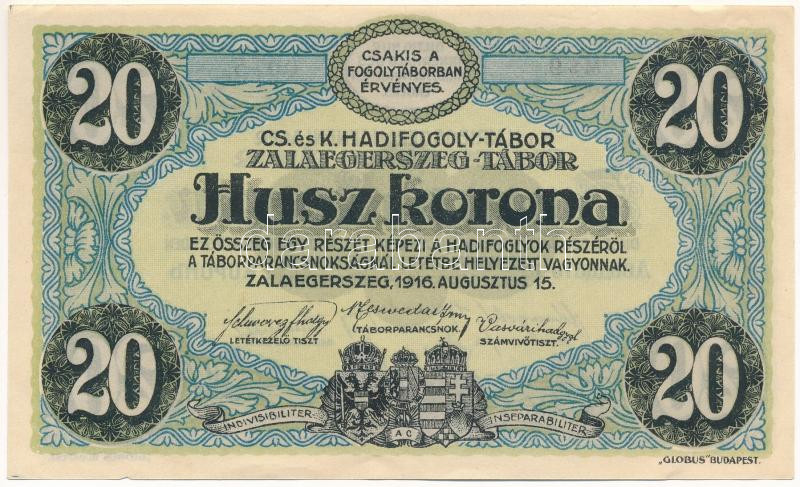 CSAKIS A
FOGOLYTÁBORBAN
ÉRVÉNYES.
20 20
CS. és K. HADIFOGOLY-TÁBOR
ZALAEGERSZEG-TÁBOR
Husz korona
EZ ÖSSZEG EGY RÉSZÉT KÉPEZI A HADIFOGLYOK RÉSZÉRŐL
A TÁBORPARANCSNOKSÁGNÁL LETÉTBE HELYEZETT VAGYONNAK.
ZALAEGERSZEG, 1916. AUGUSZTUS 15.
LETÉTKEZELŐ TISZT
(TÁBORPARANCSNOK.)
SZÁMVIVŐTISZT.
20 20
INDIVISIBILITER AC INSEPARABILITER
„GLOBUS" BUDAPEST.
darabanth